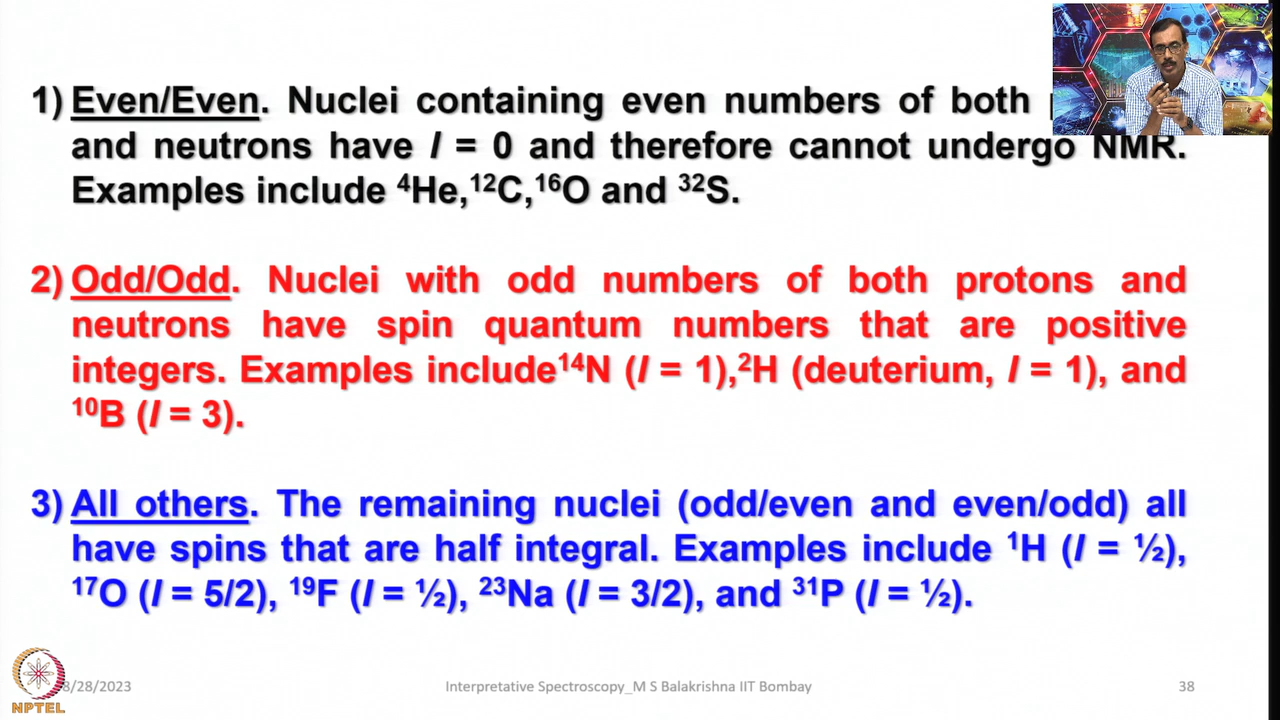 1) Even/Even. Nuclei containing even numbers of both
and neutrons have I = 0 and therefore cannot undergo NMR.
Examples include ⁴He,¹²C,¹⁶O and ³²S.
2) Odd/Odd. Nuclei with odd numbers of both protons and
neutrons have spin quantum numbers that are positive
integers. Examples include¹⁴N (I = 1),²H (deuterium, I = 1), and
¹⁰B (I = 3).
3) All others. The remaining nuclei (odd/even and even/odd) all
have spins that are half integral. Examples include ¹H (I = ½),
¹⁷O (I = 5/2), ¹⁹F (I = ½), ²³Na (I = 3/2), and ³¹P (I = ½).
8/28/2023 Interpretative Spectroscopy_M S Balakrishna IIT Bombay 38
NPTEL